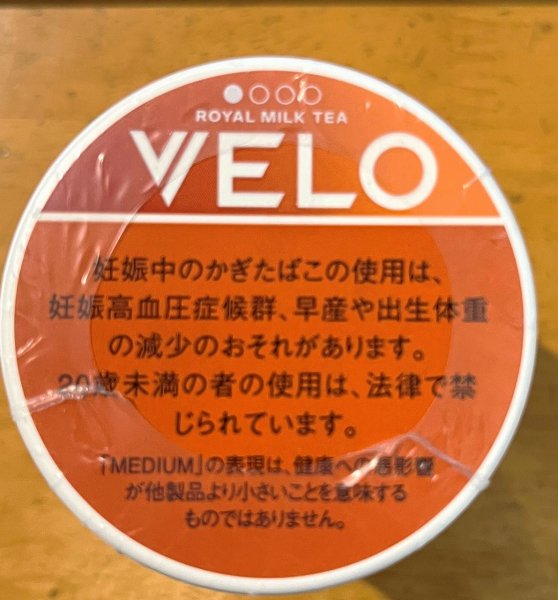 ROYAL MILK TEA
VELO
妊娠中のかぎたばこの使用は、
妊娠高血圧症候群、早産や出生体重
の減少のおそれがあります。
20歳未満の者の使用は、法律で禁
じられています。
「MEDIUM」の表現は、健康への悪影響
が他製品より小さいことを意味する
ものではありません。